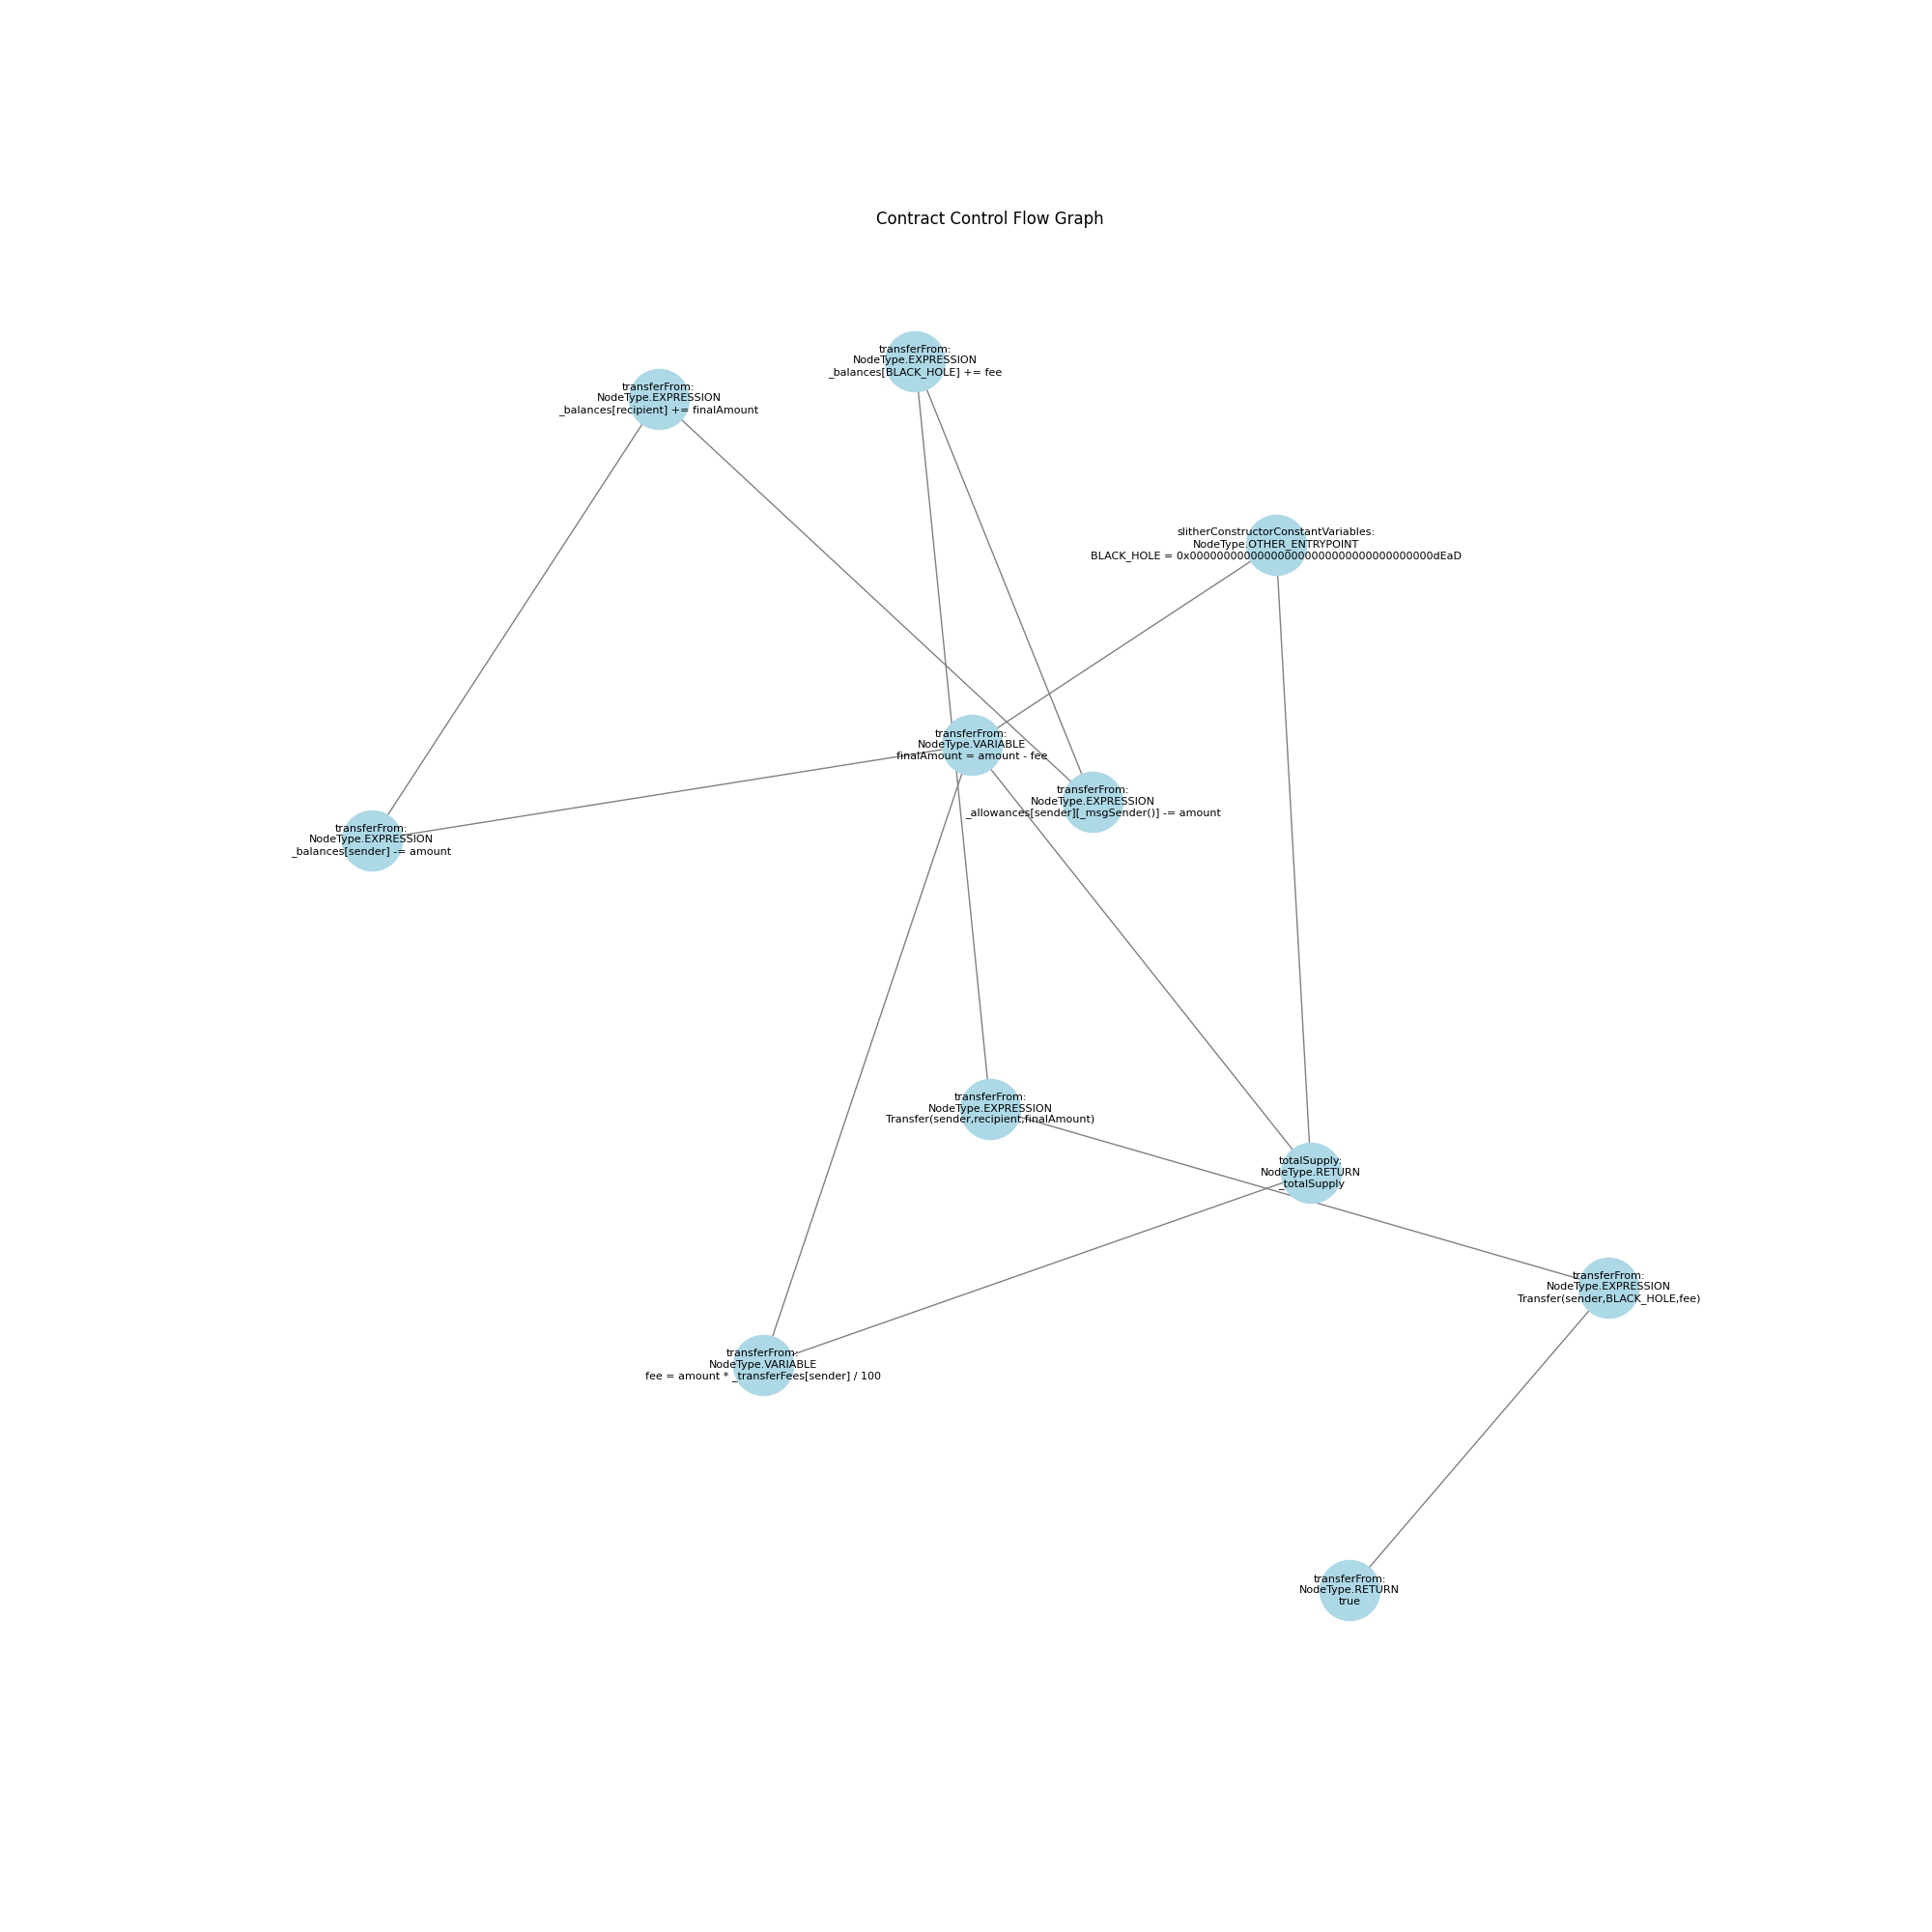 Contract Control Flow Graph
transferFrom:
NodeType.EXPRESSION
_balances[BLACK_HOLE] += fee
transferFrom:
NodeType.EXPRESSION
_balances[recipient] += finalAmount
slitherConstructorConstantVariables:
NodeType.OTHER_ENTRYPOINT
BLACK_HOLE = 0x000000000000000000000000000000000000dEaD
transferFrom:
NodeType.VARIABLE
finalAmount = amount - fee
transferFrom:
NodeType.EXPRESSION
_allowances[sender][_msgSender()] -= amount
transferFrom:
NodeType.EXPRESSION
_balances[sender] -= amount
transferFrom:
NodeType.EXPRESSION
Transfer(sender,recipient,finalAmount)
totalSupply:
NodeType.RETURN
_totalSupply
transferFrom:
NodeType.EXPRESSION
Transfer(sender,BLACK_HOLE,fee)
transferFrom:
NodeType.VARIABLE
fee = amount * _transferFees[sender] / 100
transferFrom:
NodeType.RETURN
true